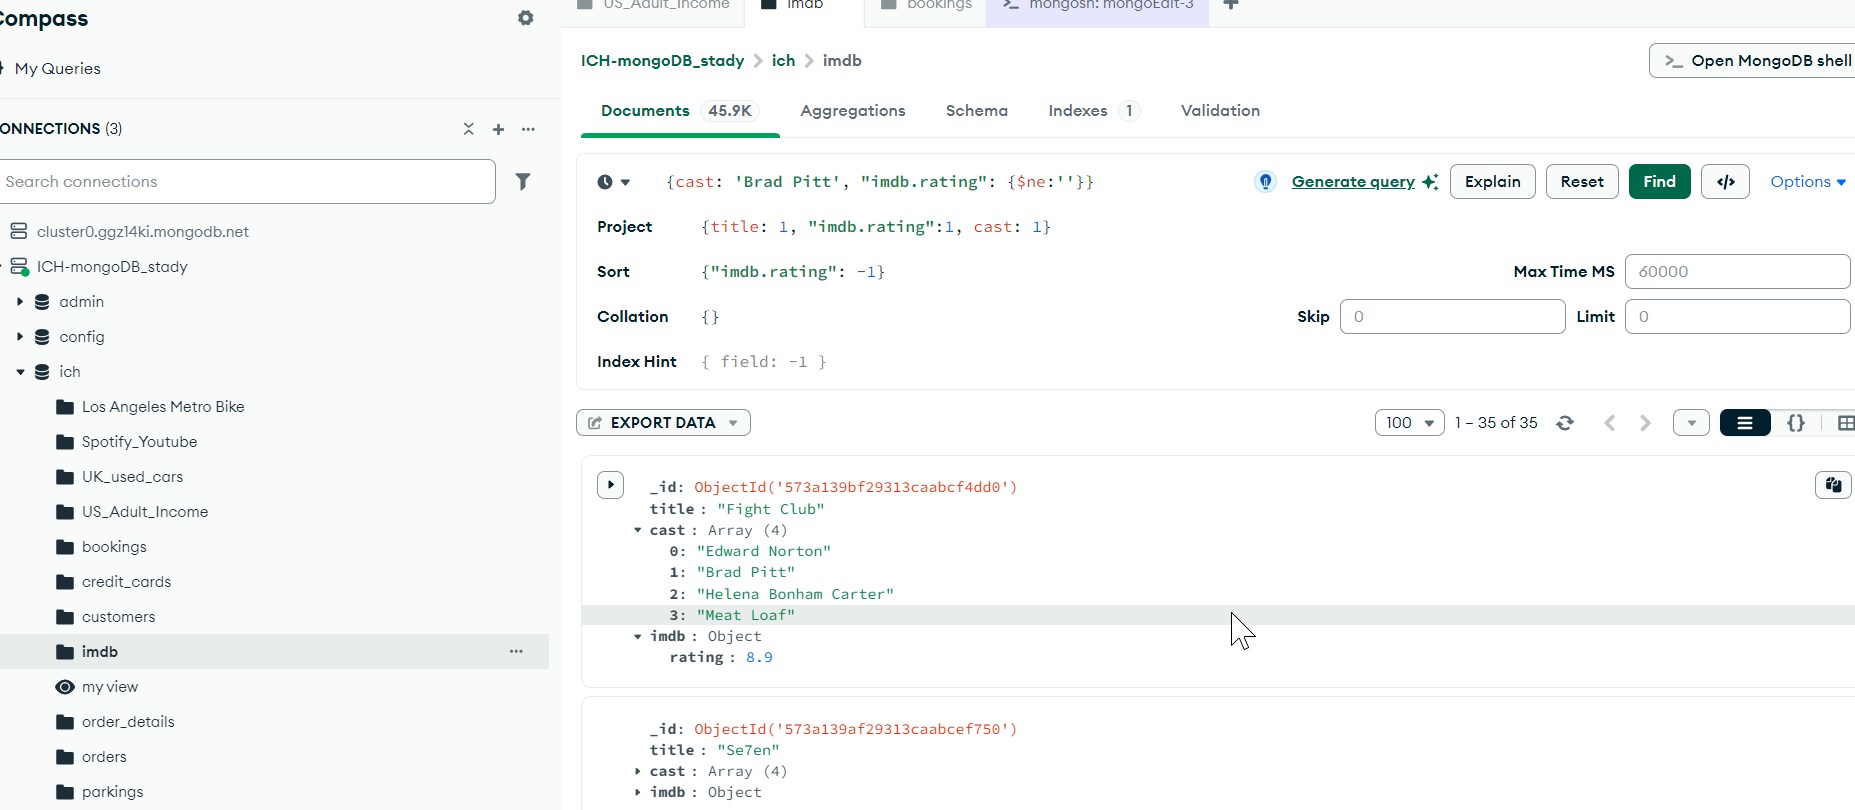 Compass
US_Adult_Income
imdb
bookings
mongosh: mongoEdit-3
My Queries
ICH-mongoDB_stady > ich > imdb
>_ Open MongoDB shell
Documents 45.9K Aggregations Schema Indexes 1 Validation
ONNECTIONS (3)
Search connections
{cast: 'Brad Pitt', "imdb.rating": {$ne:''}}
Generate query Explain Reset Find </> Options
Project {title: 1, "imdb.rating":1, cast: 1}
Sort {"imdb.rating": -1}
Max Time MS 60000
Collation {}
Skip 0 Limit 0
Index Hint { field: -1 }
cluster0.ggz14ki.mongodb.net
ICH-mongoDB_stady
admin
config
ich
Los Angeles Metro Bike
Spotify_Youtube
UK_used_cars
US_Adult_Income
bookings
credit_cards
customers
imdb
my view
order_details
orders
parkings
EXPORT DATA
100 1 – 35 of 35 {}
_id: ObjectId('573a139bf29313caabcf4dd0')
title : "Fight Club"
cast : Array (4)
0: "Edward Norton"
1: "Brad Pitt"
2: "Helena Bonham Carter"
3: "Meat Loaf"
imdb : Object
rating : 8.9
_id: ObjectId('573a139af29313caabcef750')
title : "Se7en"
cast : Array (4)
imdb : Object